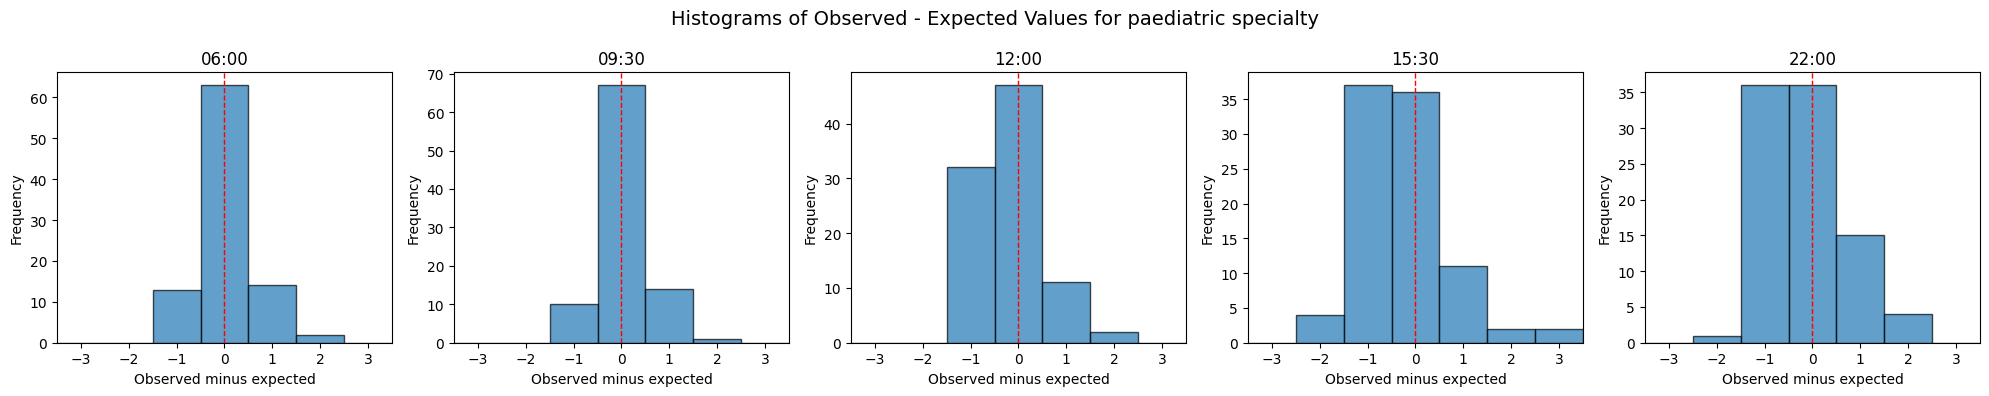 Histograms of Observed - Expected Values for paediatric specialty
06:00
Frequency
60
50
40
30
20
10
0
−3 −2 −1 0 1 2 3
Observed minus expected
09:30
Frequency
70
60
50
40
30
20
10
0
−3 −2 −1 0 1 2 3
Observed minus expected
12:00
Frequency
40
30
20
10
0
−3 −2 −1 0 1 2 3
Observed minus expected
15:30
Frequency
35
30
25
20
15
10
5
0
−3 −2 −1 0 1 2 3
Observed minus expected
22:00
Frequency
35
30
25
20
15
10
5
0
−3 −2 −1 0 1 2 3
Observed minus expected